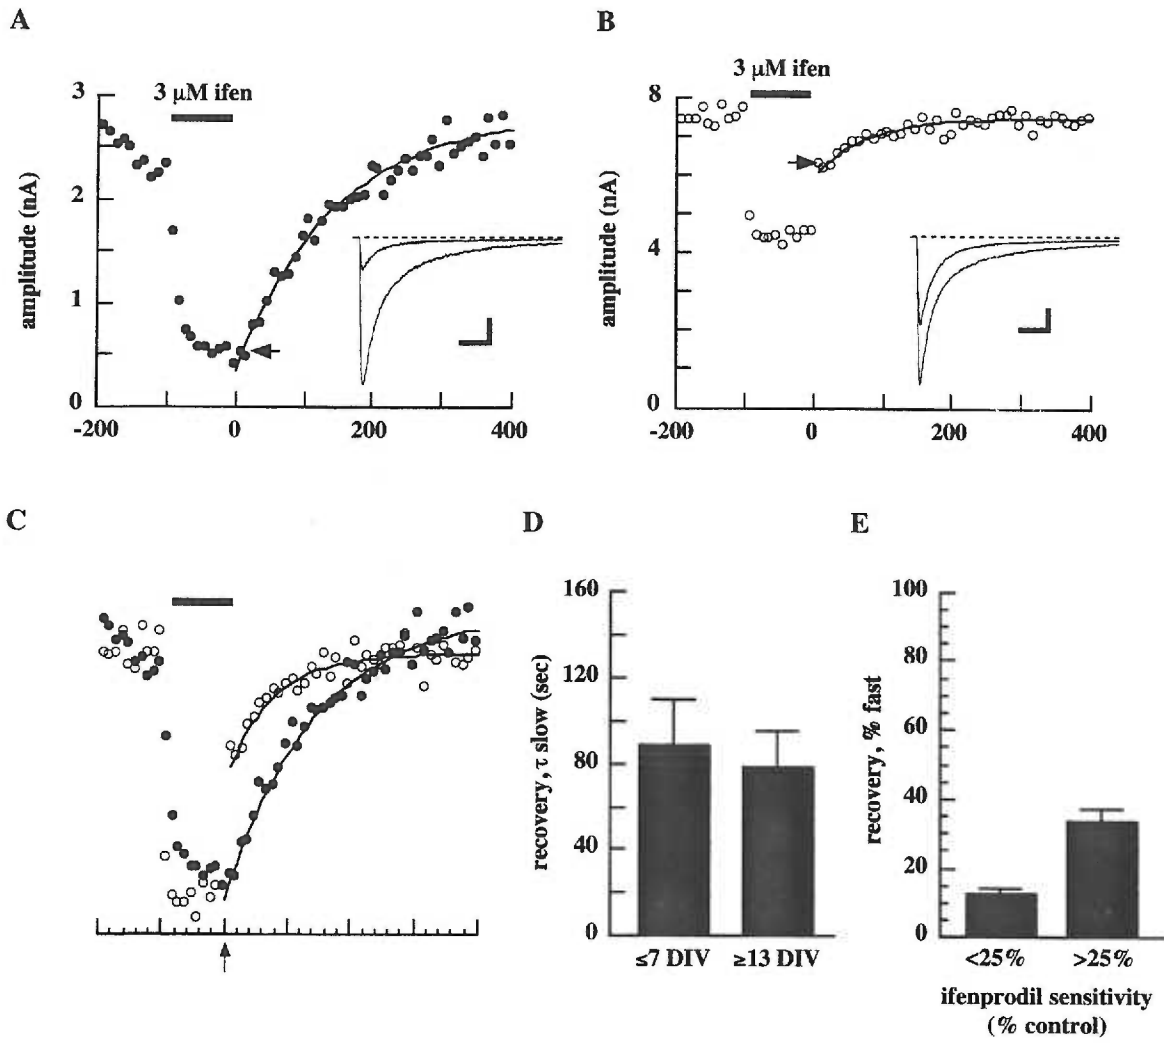 A
3 μM ifen
3
2
1
0
amplitude (nA)
-200
0
200
400
B
3 μM ifen
8
4
0
amplitude (nA)
-200
0
200
400
C
D
160
120
80
40
0
recovery, τ slow (sec)
≤7 DIV
≥13 DIV
E
100
80
60
40
20
0
recovery, % fast
<25%
>25%
ifenprodil sensitivity
(% control)